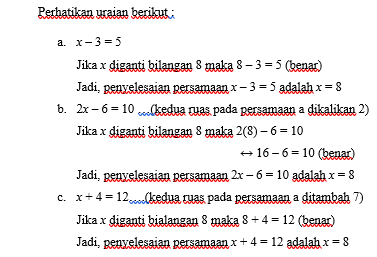 Perhatikan uraian berikut :
a. x – 3 = 5
Jika x diganti bilangan 8 maka 8 – 3 = 5 (benar)
Jadi, penyelesaian persamaan x – 3 = 5 adalah x = 8
b. 2x – 6 = 10 ....(kedua ruas pada persamaan a dikalikan 2)
Jika x diganti bilangan 8 maka 2(8) – 6 = 10
↔ 16 – 6 = 10 (benar)
Jadi, penyelesaian persamaan 2x – 6 = 10 adalah x = 8
c. x + 4 = 12....(kedua ruas pada persamaan a ditambah 7)
Jika x diganti bialangan 8 maka 8 + 4 = 12 (benar)
Jadi, penyelesaian persamaan x + 4 = 12 adalah x = 8